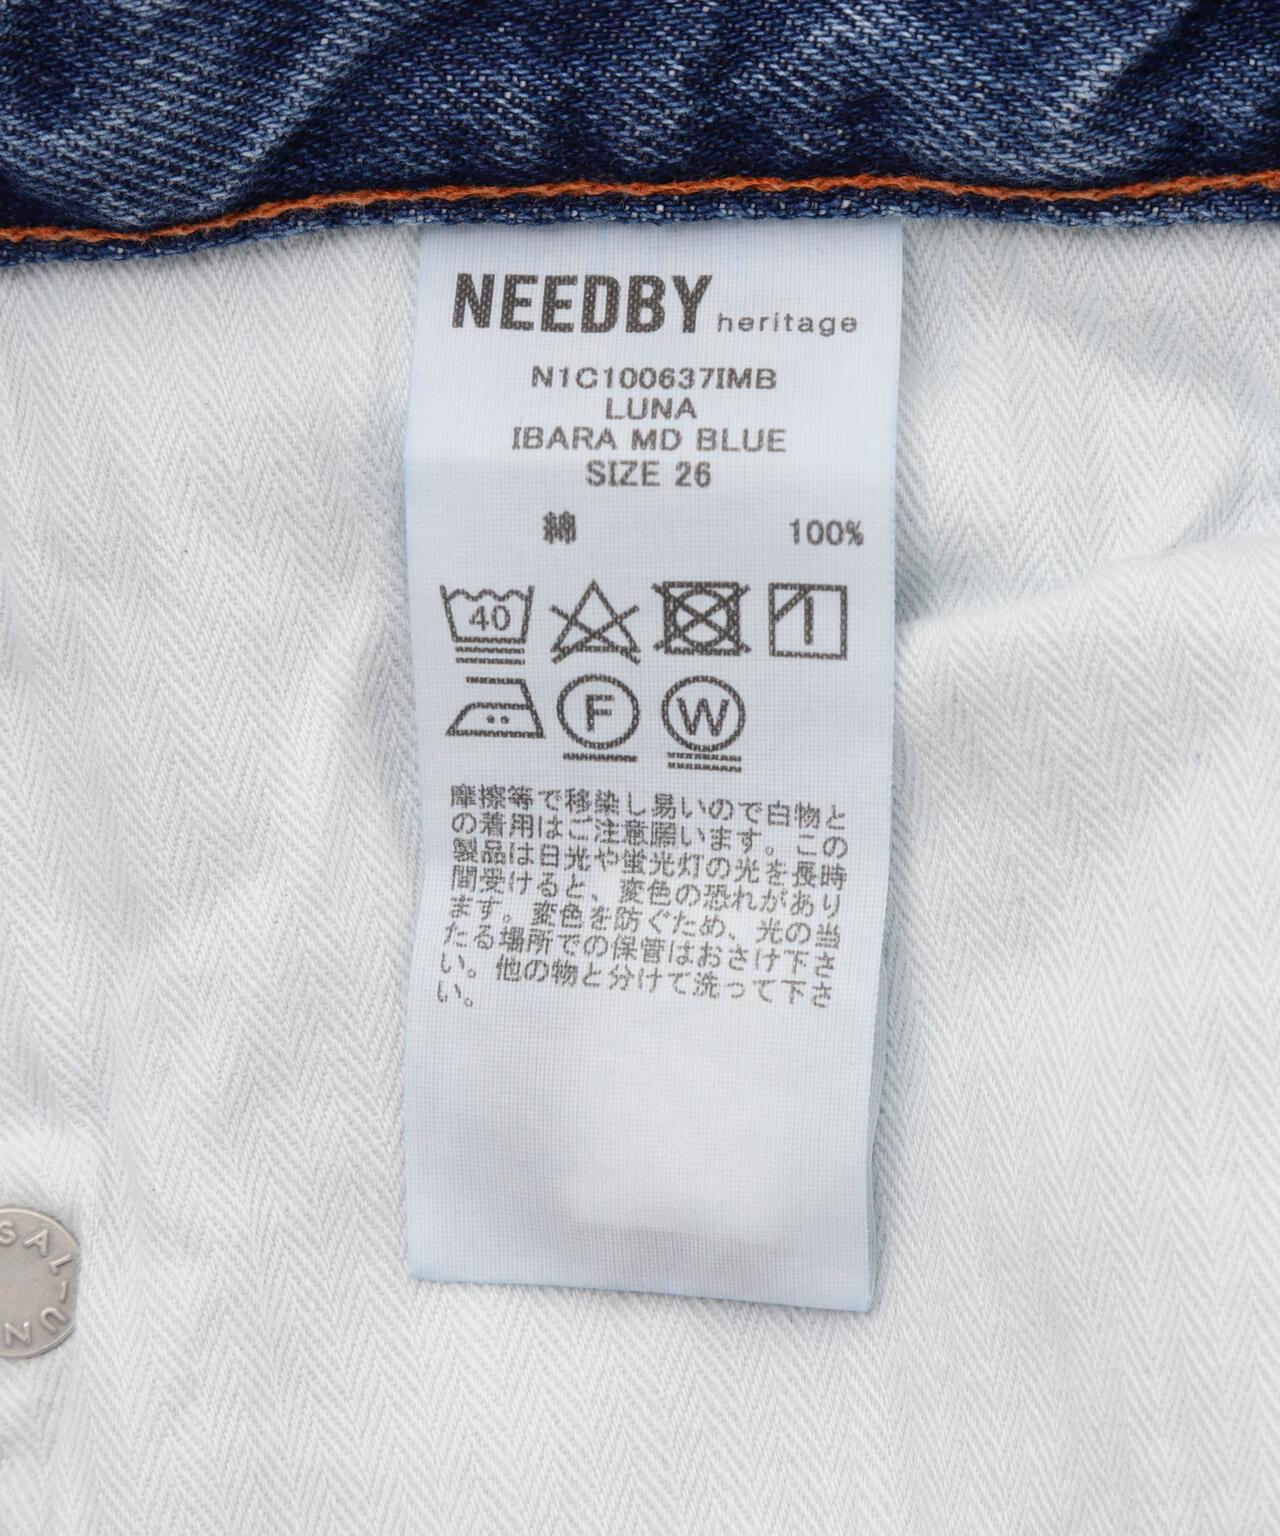 NEEDBY heritage
N1C100637IMB
LUNA
IBARA MD BLUE
SIZE 26
綿 100%
40
F W
摩擦等で移染し易いので白物と
の着用はご注意願います。この
製品は日光や蛍光灯の光を長時
間受けると、変色の恐れがあり
ます。変色を防ぐため、光の当
たる場所での保管はおさけ下さ
い。他の物と分けて洗って下さ
い。